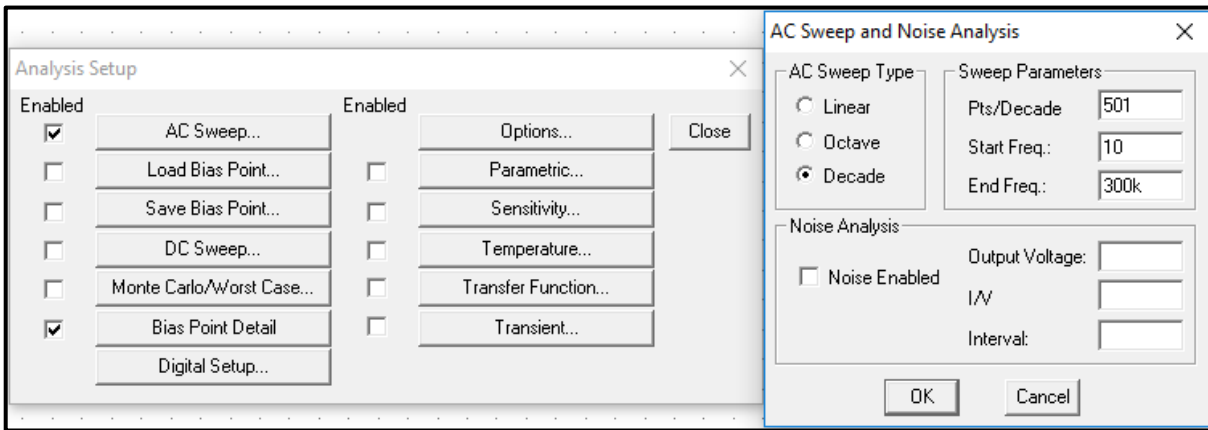 Analysis Setup
Enabled
Enabled
AC Sweep...
Options...
Close
Load Bias Point...
Parametric...
Save Bias Point...
Sensitivity...
DC Sweep...
Temperature...
Monte Carlo/Worst Case...
Transfer Function...
Bias Point Detail
Transient...
Digital Setup...
AC Sweep and Noise Analysis
AC Sweep Type
Linear
Octave
Decade
Sweep Parameters
Pts/Decade 501
Start Freq.: 10
End Freq.: 300k
Noise Analysis
Noise Enabled
Output Voltage:
I/V
Interval:
OK
Cancel